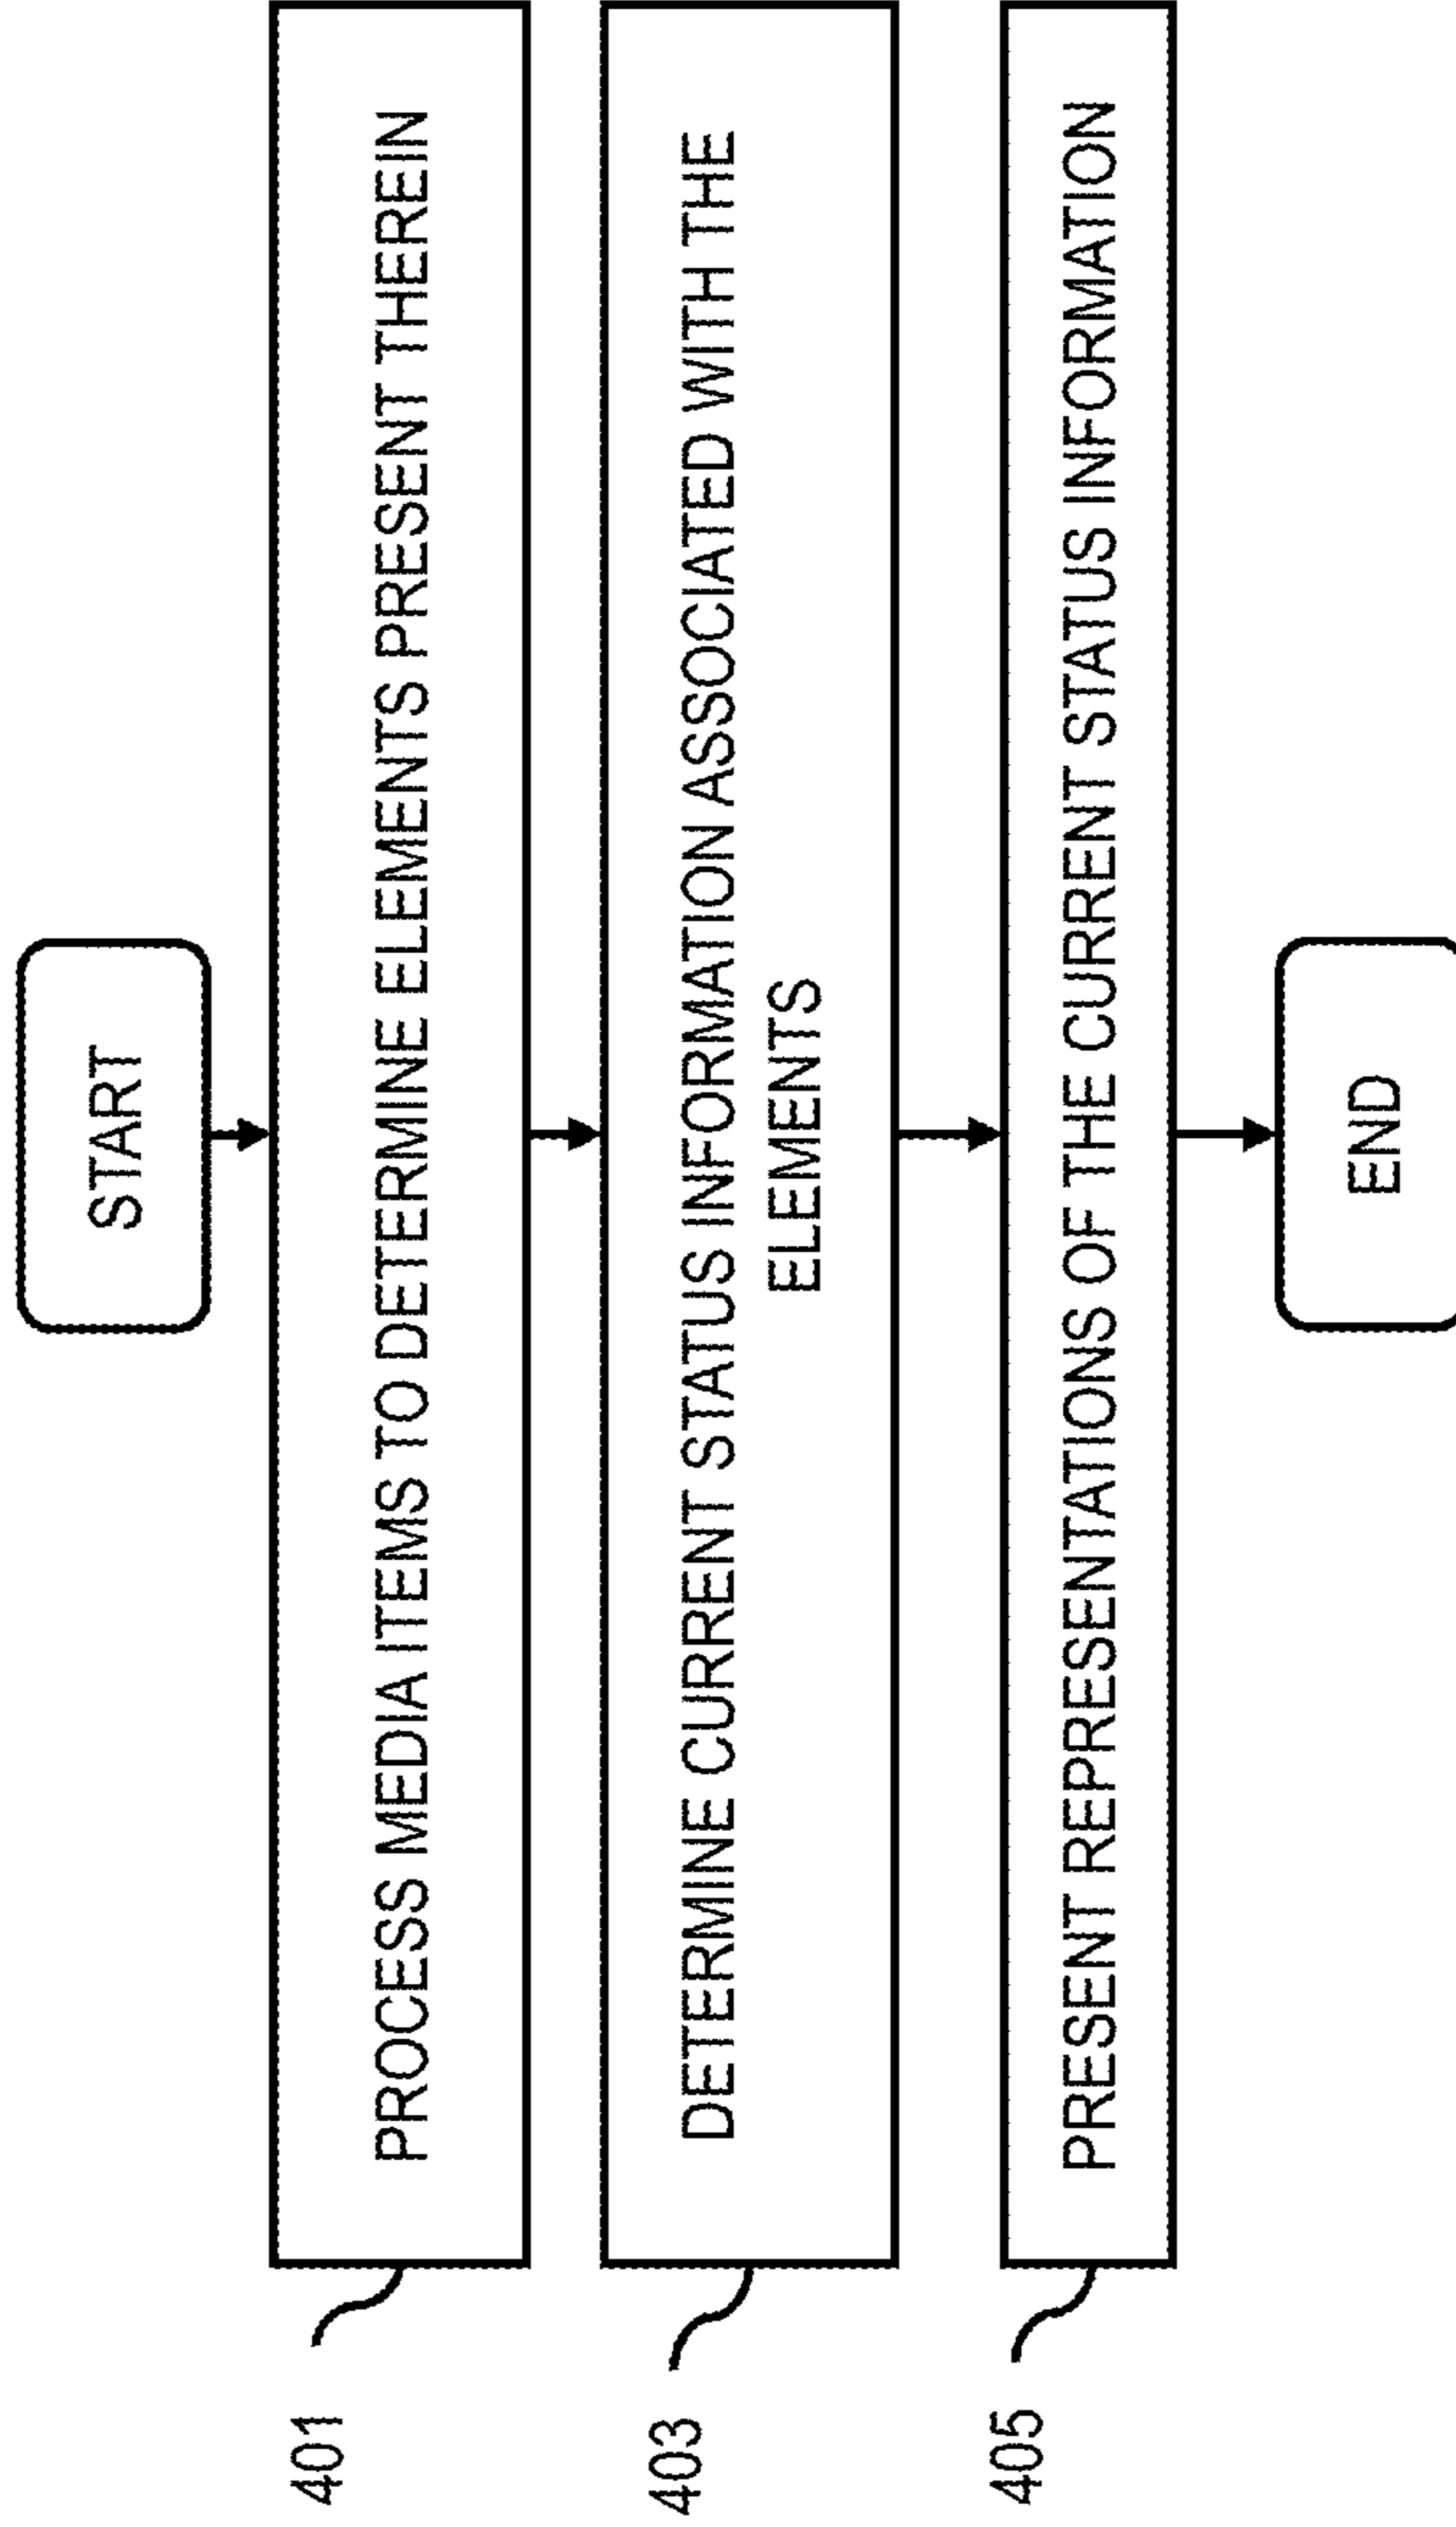 START
401
PROCESS MEDIA ITEMS TO DETERMINE ELEMENTS PRESENT THEREIN
403
DETERMINE CURRENT STATUS INFORMATION ASSOCIATED WITH THE
ELEMENTS
405
PRESENT REPRESENTATIONS OF THE CURRENT STATUS INFORMATION
END